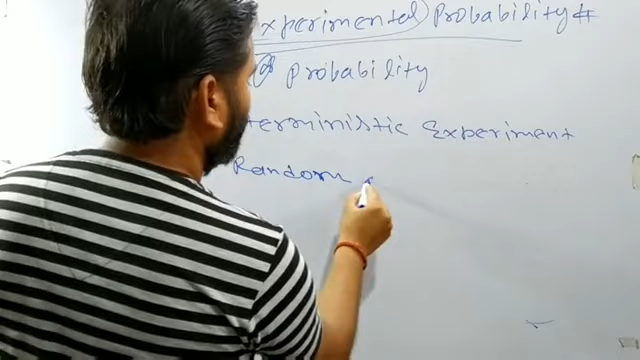 xperimental) Probability #
Probability
terministic Experiment
Random